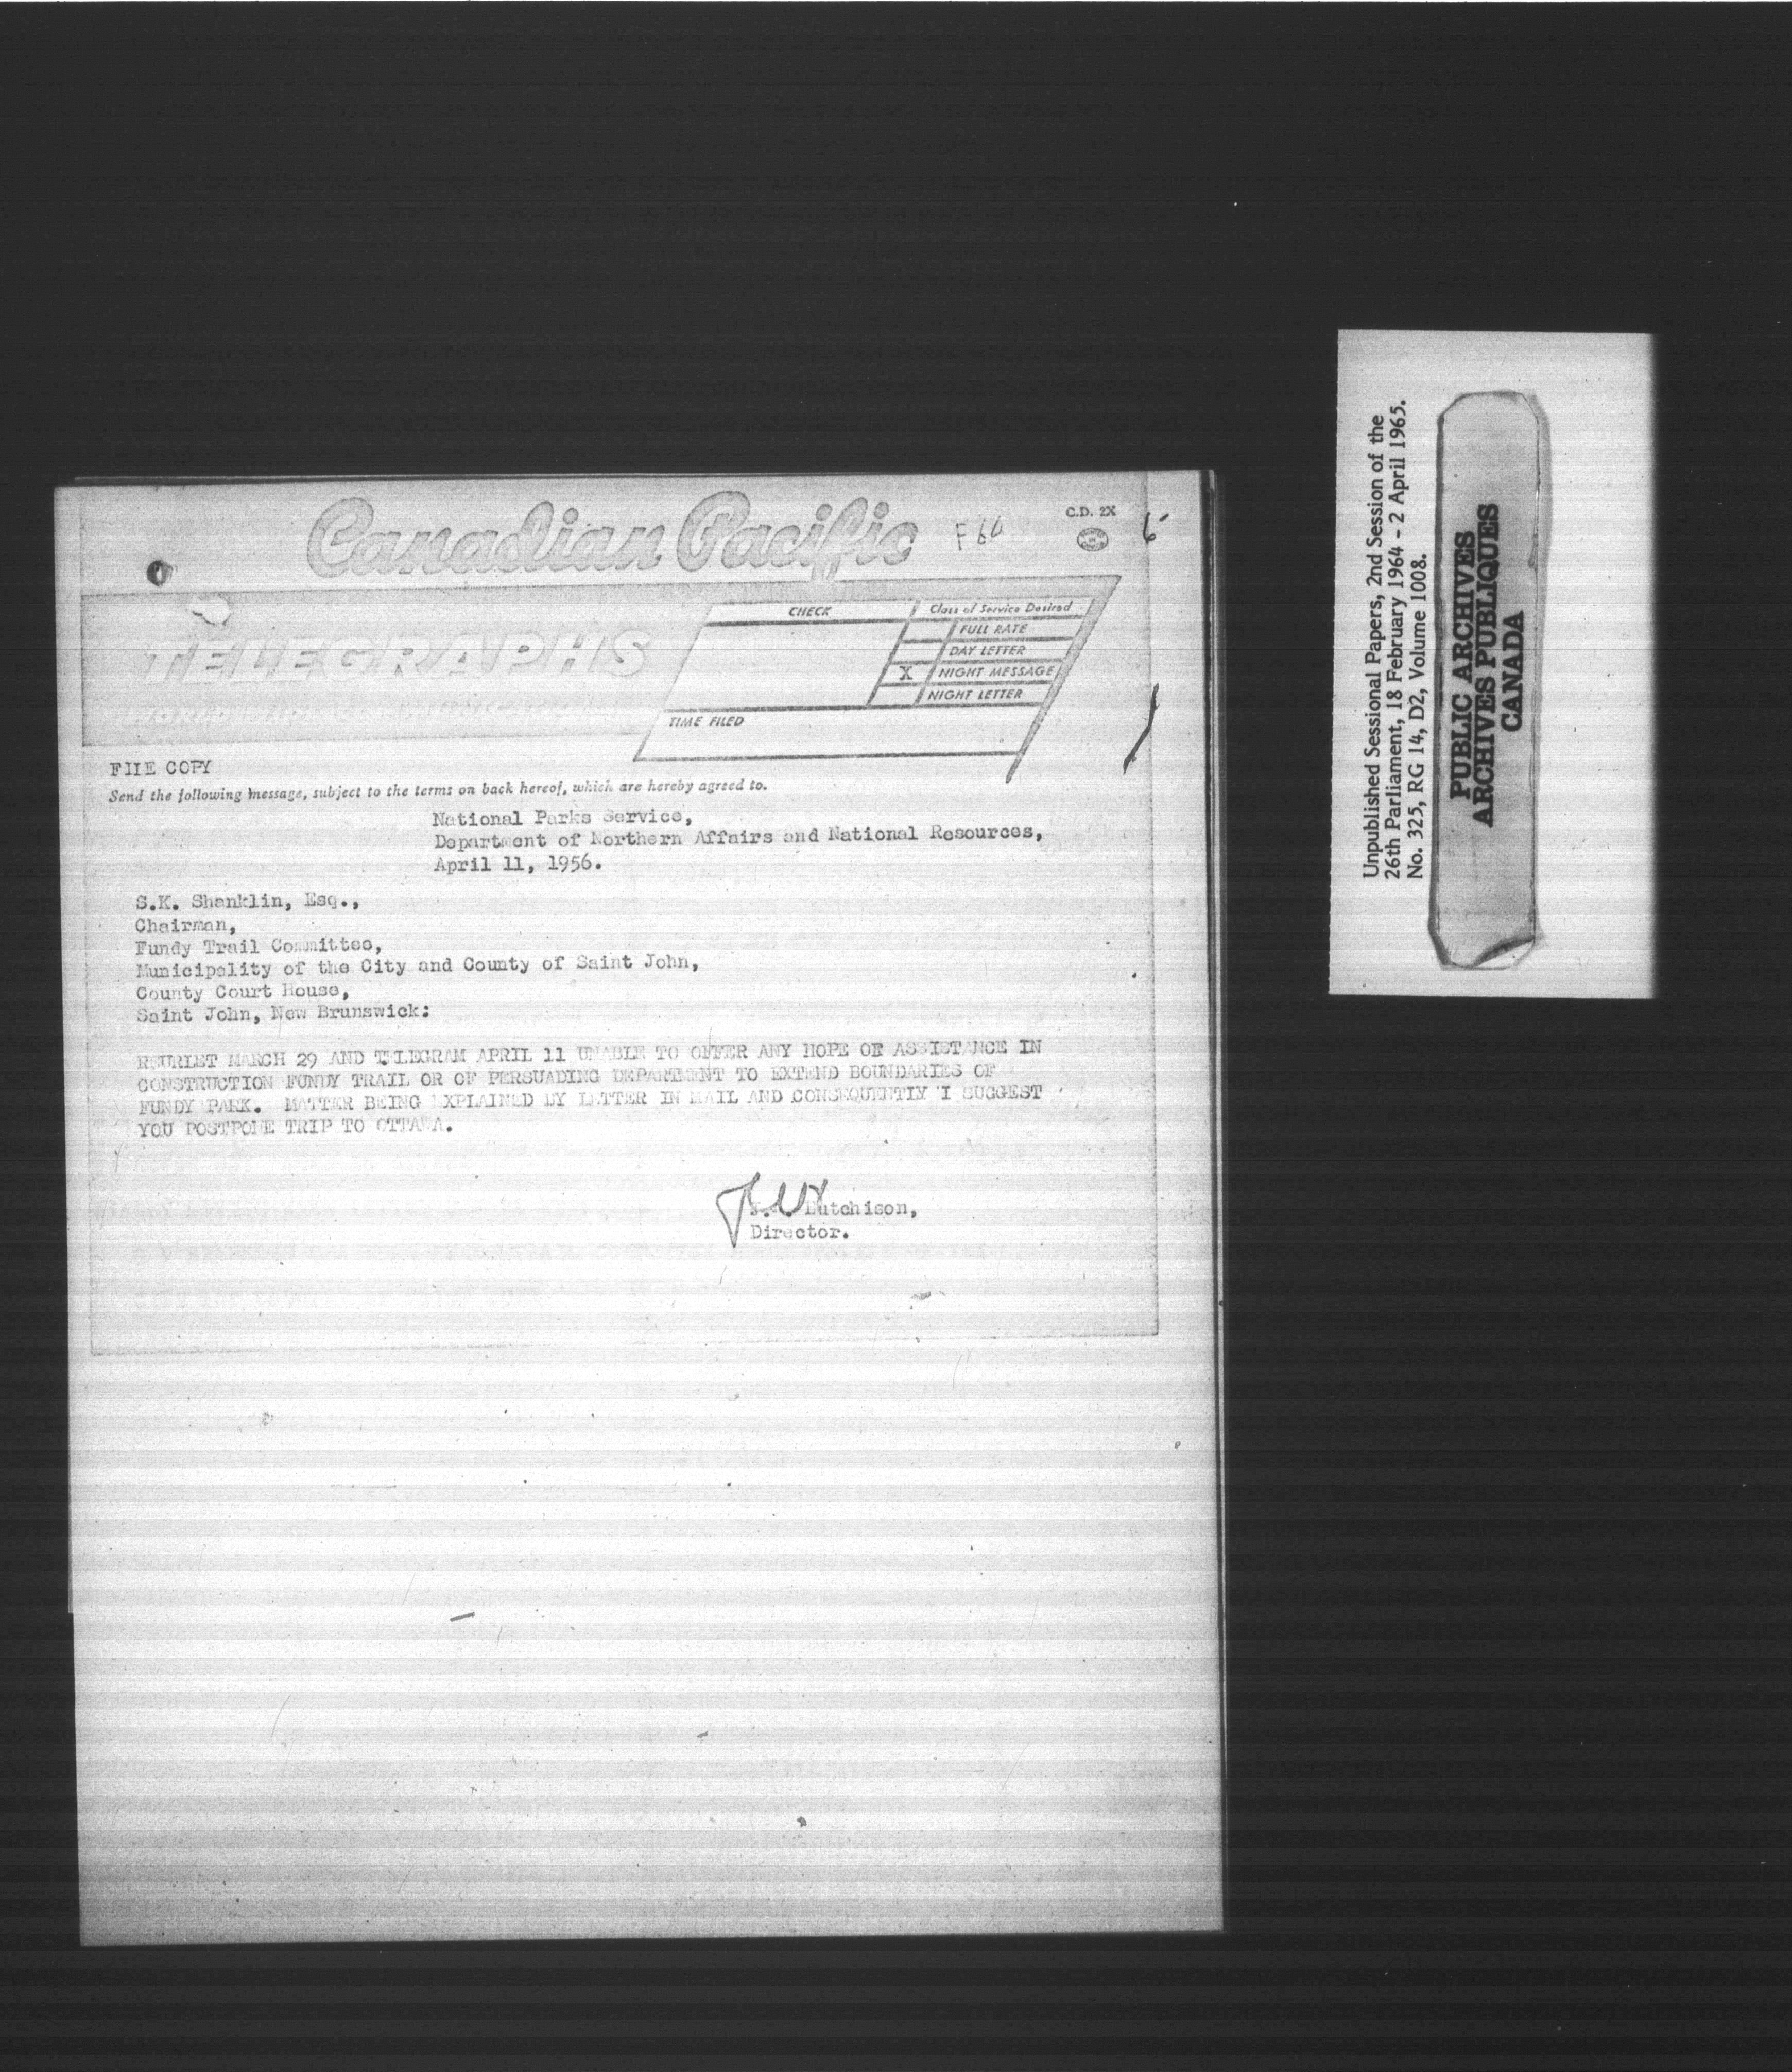 Canadian Pacific
F 64
C.D. 2X
6
TELEGRAPHS
CHECK
Class of Service Desired
FULL RATE
DAY LETTER
X NIGHT MESSAGE
NIGHT LETTER
TIME FILED
FILE COPY
Send the following message, subject to the terms on back hereof, which are hereby agreed to.
National Parks Service,
Department of Northern Affairs and National Resources,
April 11, 1956.
S.K. Shanklin, Esq.,
Chairman,
Fundy Trail Committee,
Municipality of the City and County of Saint John,
County Court House,
Saint John, New Brunswick:
REURLET MARCH 29 AND TELEGRAM APRIL 11 UNABLE TO OFFER ANY HOPE OF ASSISTANCE IN
CONSTRUCTION FUNDY TRAIL OR OF PERSUADING DEPARTMENT TO EXTEND BOUNDARIES OF
FUNDY PARK. MATTER BEING EXPLAINED BY LETTER IN MAIL AND CONSEQUENTLY I SUGGEST
YOU POSTPONE TRIP TO OTTAWA.
Hutchison,
Director.
Unpublished Sessional Papers, 2nd Session of the
26th Parliament, 18 February 1964 - 2 April 1965.
No. 325, RG 14, D2, Volume 1008.
PUBLIC ARCHIVES
ARCHIVES PUBLIQUES
CANADA